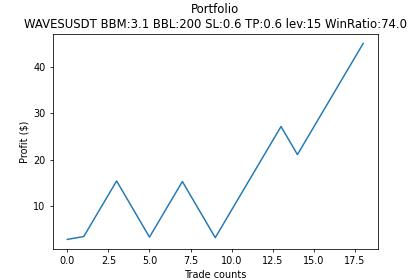 Portfolio
WAVESUSDT BBM:3.1 BBL:200 SL:0.6 TP:0.6 lev:15 WinRatio:74.0
Profit ($)
40
30
20
10
0.0 2.5 5.0 7.5 10.0 12.5 15.0 17.5
Trade counts